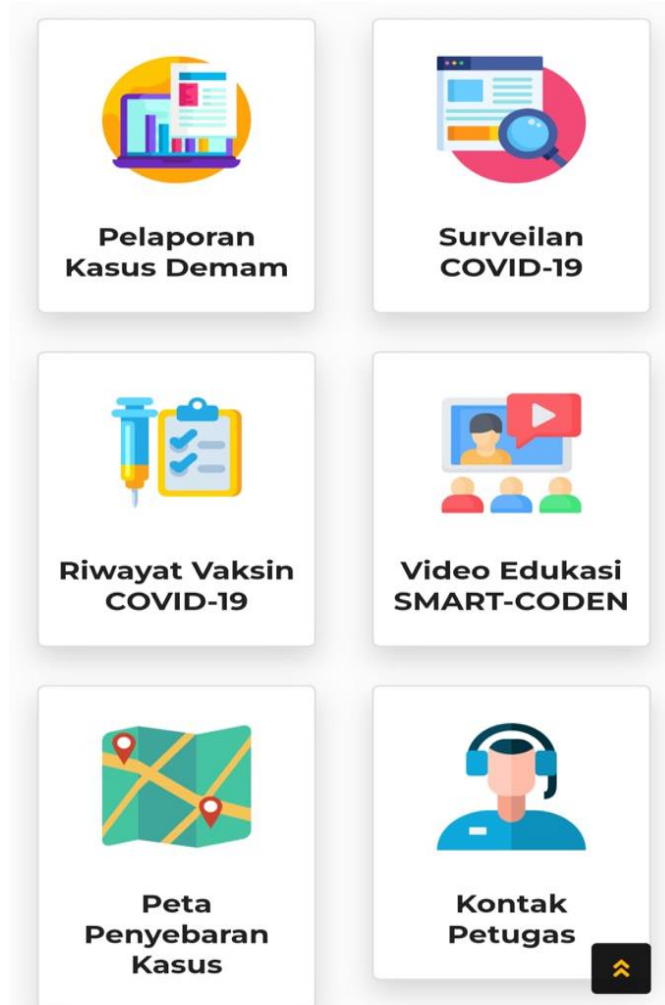 Pelaporan
Kasus Demam
Surveilan
COVID-19
Riwayat Vaksin
COVID-19
Video Edukasi
SMART-CODEN
Peta
Penyebaran
Kasus
Kontak
Petugas